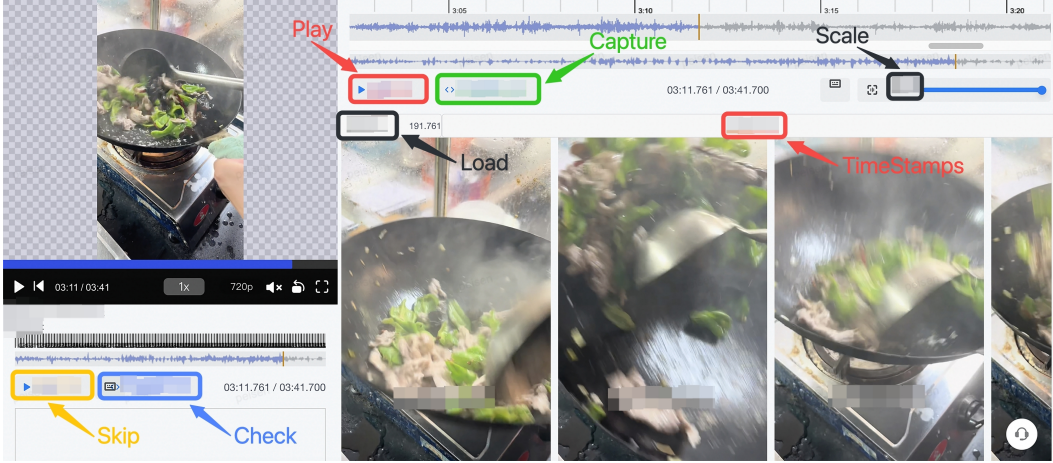 3:05
3:10
3:15
3:20
Play
Capture
Scale
03:11.761 / 03:41.700
191.761
Load
TimeStamps
03:11 / 03:41
1x
720p
03:11.761 / 03:41.700
Skip
Check